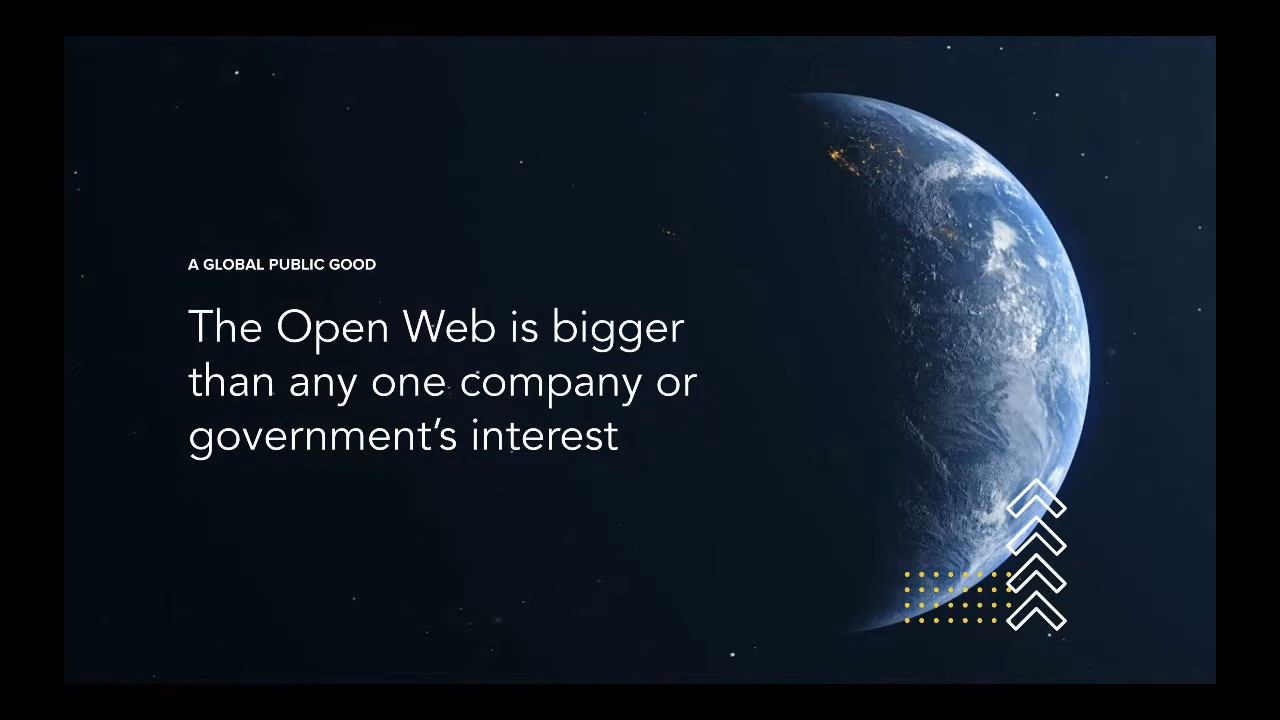 A GLOBAL PUBLIC GOOD
The Open Web is bigger
than any one company or
government’s interest